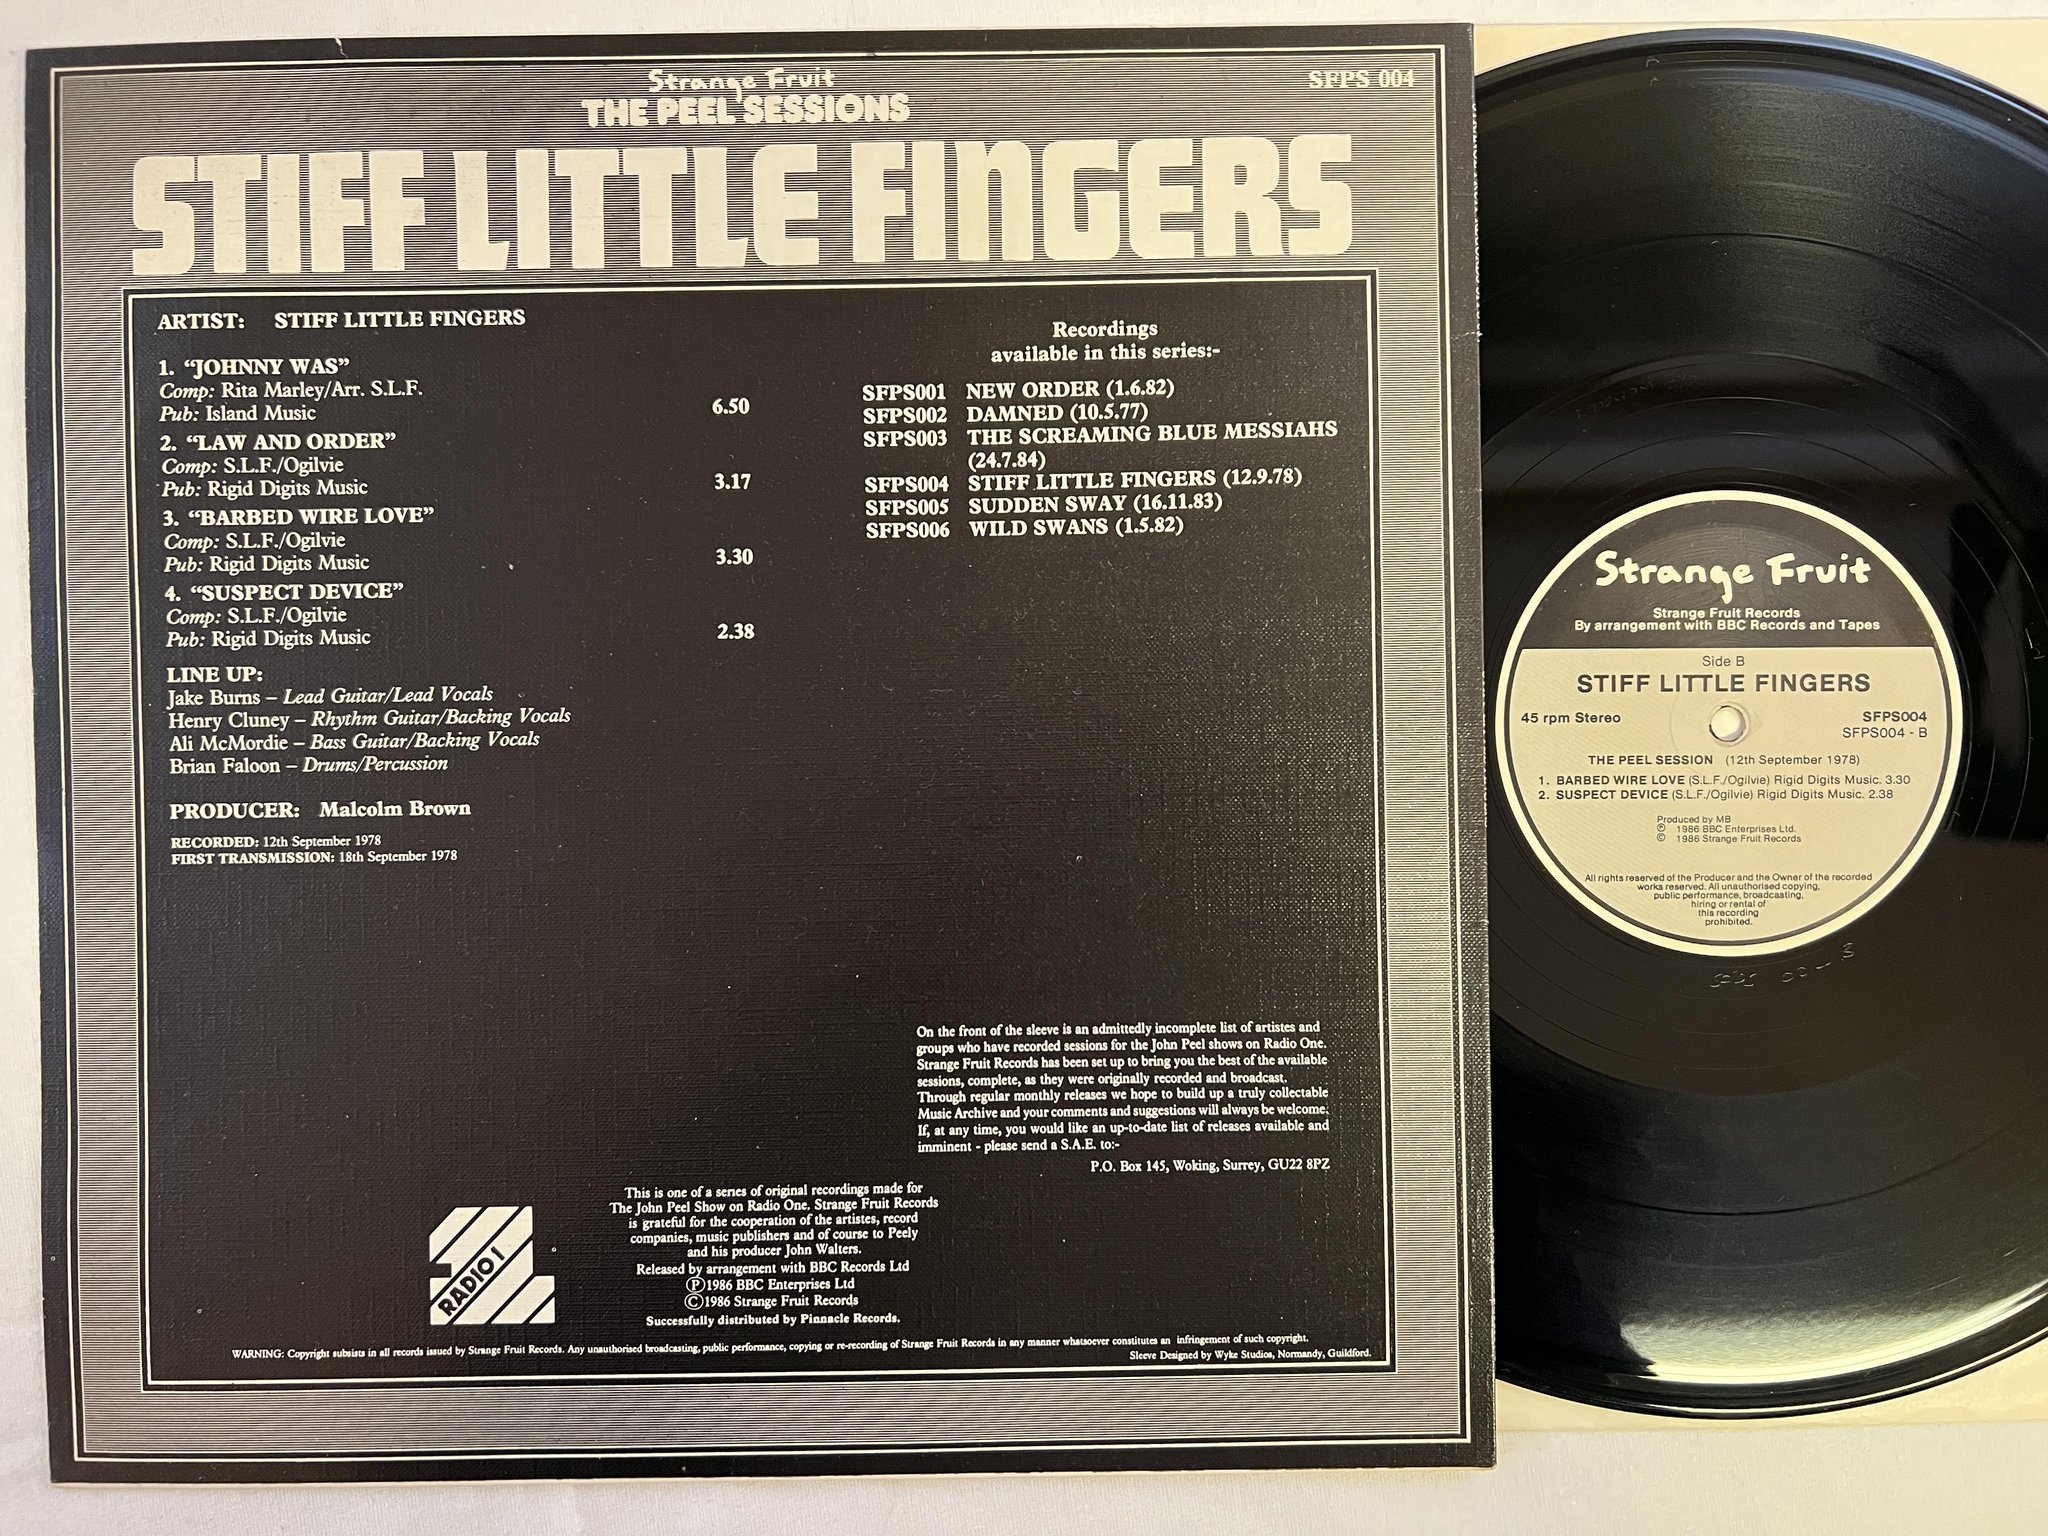 Strange Fruit
THE PEEL SESSIONS
SFPS 004
STIFF LITTLE FINGERS
ARTIST: STIFF LITTLE FINGERS
1. “JOHNNY WAS”
Comp: Rita Marley/Arr. S.L.F.
Pub: Island Music 6.50
2. “LAW AND ORDER”
Comp: S.L.F./Ogilvie
Pub: Rigid Digits Music 3.17
3. “BARBED WIRE LOVE”
Comp: S.L.F./Ogilvie
Pub: Rigid Digits Music 3.30
4. “SUSPECT DEVICE”
Comp: S.L.F./Ogilvie
Pub: Rigid Digits Music 2.38
LINE UP:
Jake Burns – Lead Guitar/Lead Vocals
Henry Cluney – Rhythm Guitar/Backing Vocals
Ali McMordie – Bass Guitar/Backing Vocals
Brian Faloon – Drums/Percussion
PRODUCER: Malcolm Brown
RECORDED: 12th September 1978
FIRST TRANSMISSION: 18th September 1978
Recordings
available in this series:-
SFPS001 NEW ORDER (1.6.82)
SFPS002 DAMNED (10.5.77)
SFPS003 THE SCREAMING BLUE MESSIAHS
(24.7.84)
SFPS004 STIFF LITTLE FINGERS (12.9.78)
SFPS005 SUDDEN SWAY (16.11.83)
SFPS006 WILD SWANS (1.5.82)
On the front of the sleeve is an admittedly incomplete list of artistes and
groups who have recorded sessions for the John Peel shows on Radio One.
Strange Fruit Records has been set up to bring you the best of the available
sessions, complete, as they were originally recorded and broadcast.
Through regular monthly releases we hope to build up a truly collectable
Music Archive and your comments and suggestions will always be welcome.
If, at any time, you would like an up-to-date list of releases available and
imminent - please send a S.A.E. to:-
P.O. Box 145, Woking, Surrey, GU22 8PZ
RADIO 1
This is one of a series of original recordings made for
The John Peel Show on Radio One. Strange Fruit Records
is grateful for the cooperation of the artistes, record
companies, music publishers and of course to Peely
and his producer John Walters.
Released by arrangement with BBC Records Ltd
Ⓟ1986 BBC Enterprises Ltd
©1986 Strange Fruit Records
Successfully distributed by Pinnacle Records.
WARNING: Copyright subsists in all records issued by Strange Fruit Records. Any unauthorised broadcasting, public performance, copying or re-recording of Strange Fruit Records in any manner whatsoever constitutes an infringement of such copyright.
Sleeve Designed by Wyke Studios, Normandy, Guildford.
Strange Fruit
Strange Fruit Records
By arrangement with BBC Records and Tapes
Side B
STIFF LITTLE FINGERS
45 rpm Stereo SFPS004
SFPS004 - B
THE PEEL SESSION (12th September 1978)
1. BARBED WIRE LOVE (S.L.F./Ogilvie) Rigid Digits Music. 3.30
2. SUSPECT DEVICE (S.L.F./Ogilvie) Rigid Digits Music. 2.38
Produced by MB
Ⓟ 1986 BBC Enterprises Ltd.
© 1986 Strange Fruit Records
All rights reserved of the Producer and the Owner of the recorded
works reserved. All unauthorised copying,
public performance, broadcasting,
hiring or rental of
this recording
prohibited.